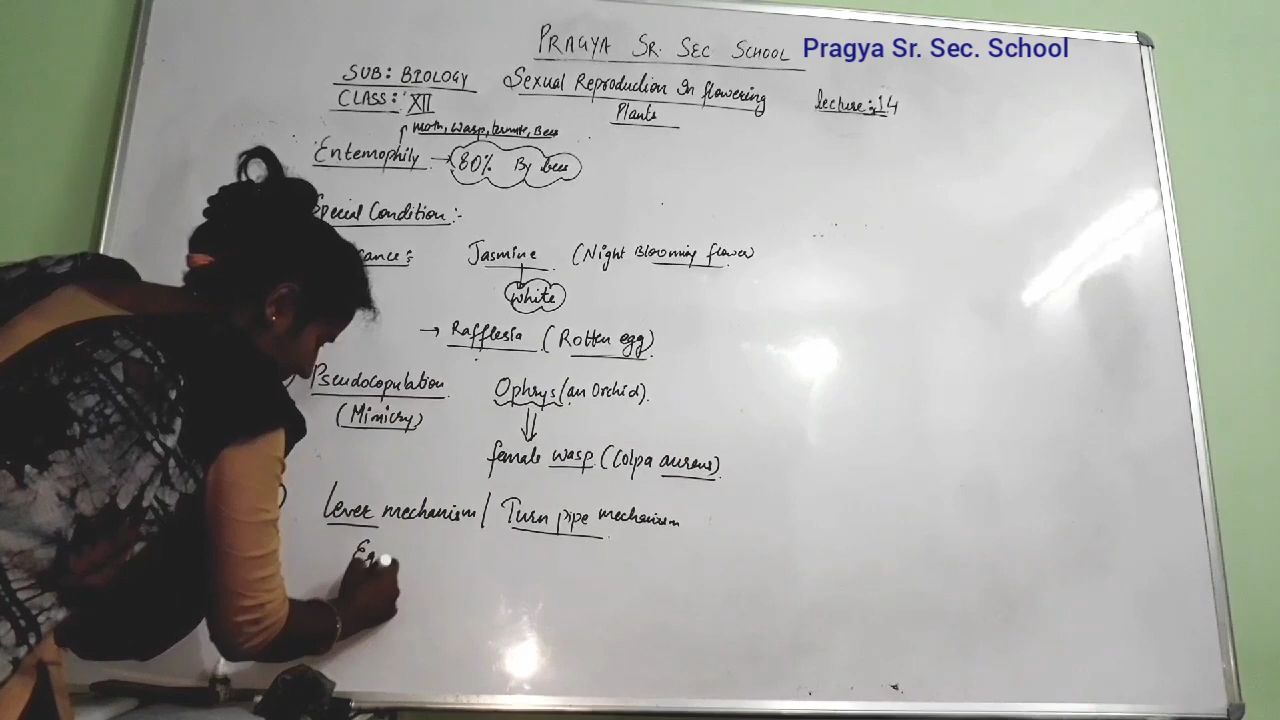 PRAGYA SR. SEC SCHOOL Pragya Sr. Sec. School
SUB: BIOLOGY Sexual Reproduction In flowering
CLASS: XII Plants lecture:-14
moth, wasp, termite, Bees
Entemophily → 80% By bees
Special Condition:-
Jasmine (Night Blooming flower)
white
→ Rafflesia (Rotten egg)
Pseudocopulation Ophrys (an Orchid).
(Mimicry)
female wasp (Colpa aureus).
Lever mechanism / Turn pipe mechanism